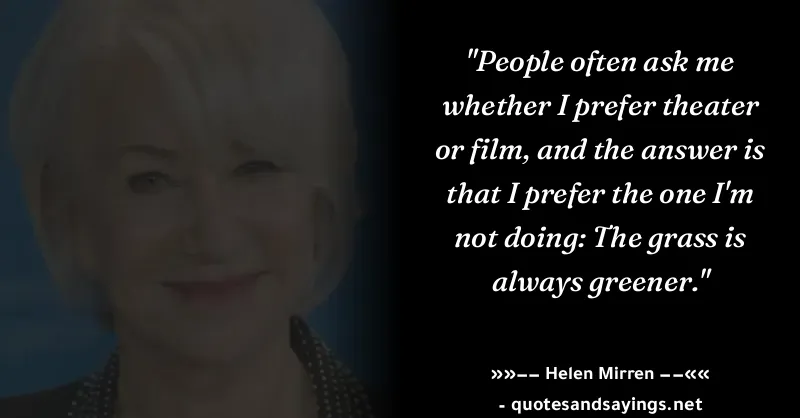 "People often ask me
whether I prefer theater
or film, and the answer is
that I prefer the one I'm
not doing: The grass is
always greener."
»»−− Helen Mirren −−««
- quotesandsayings.net